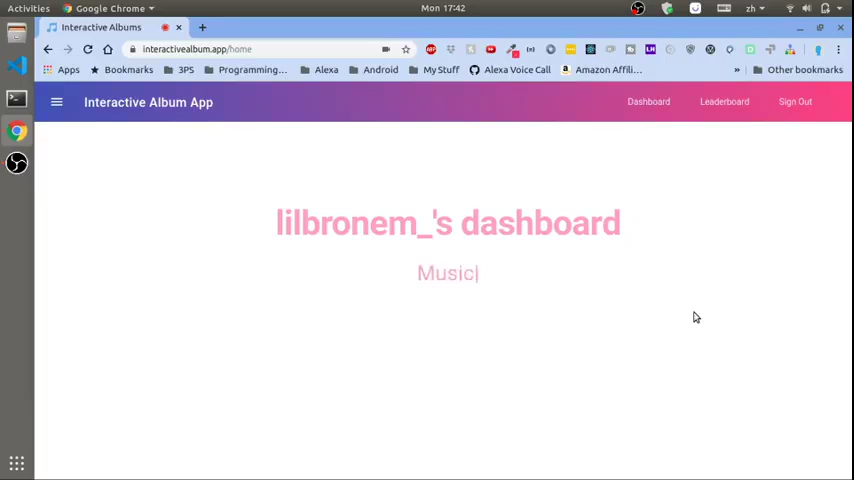 Activities Google Chrome Mon 17:42 zh
Interactive Albums
interactivealbum.app/home
Apps Bookmarks 3PS Programming... Alexa Android My Stuff Alexa Voice Call Amazon Affili... » Other bookmarks
Interactive Album App Dashboard Leaderboard Sign Out
lilbronem_'s dashboard
Music|